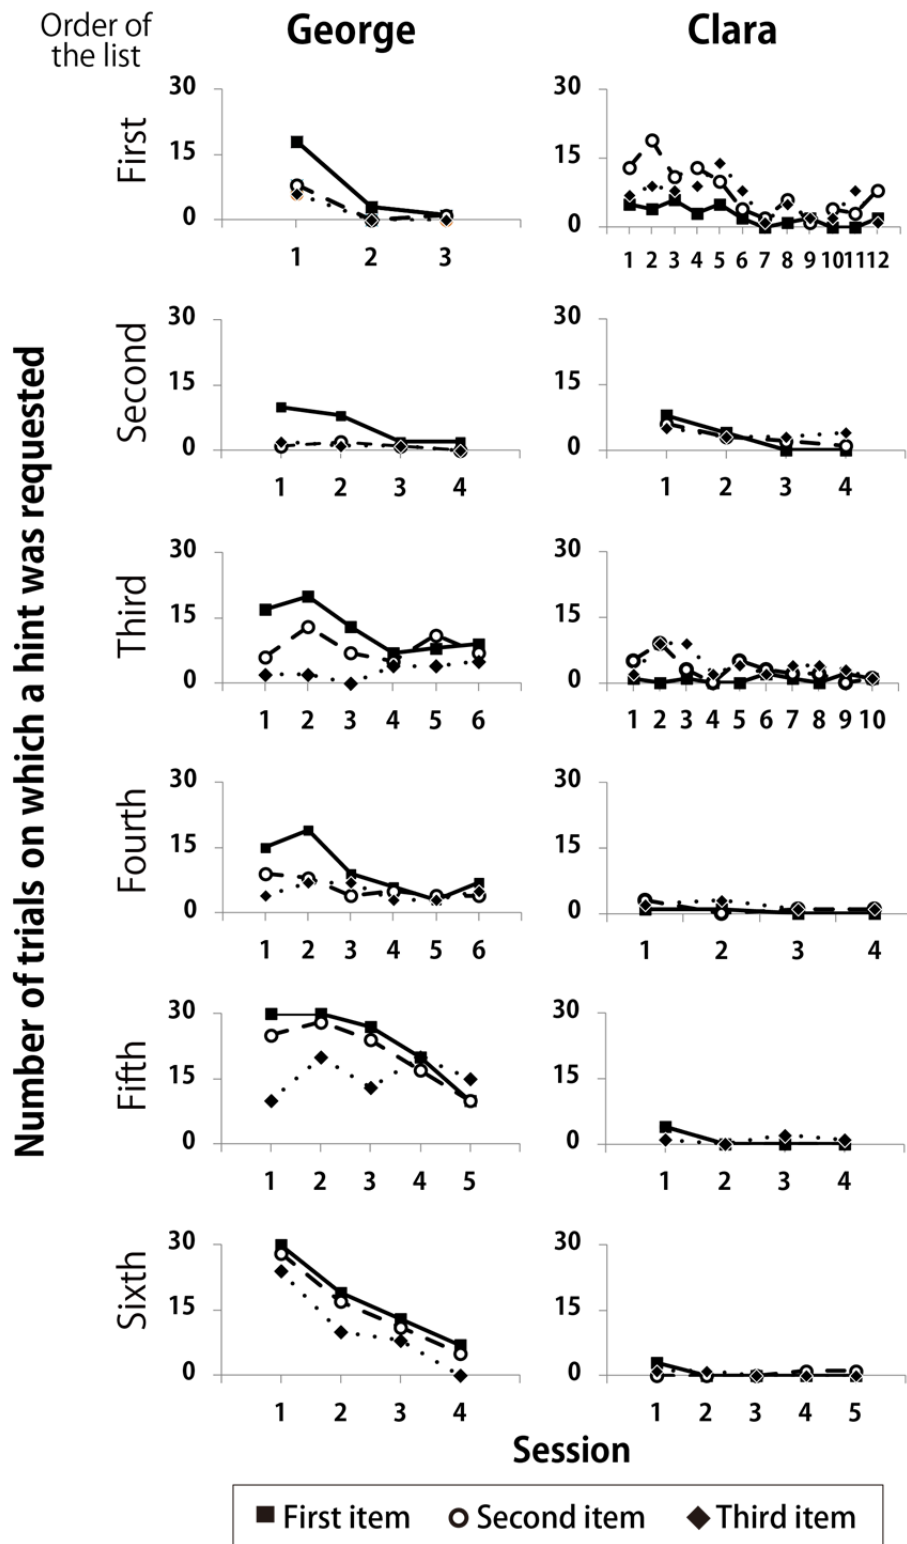 Order of
the list
George
Clara
First
30
15
0
1 2 3
30
15
0
1 2 3 4 5 6 7 8 9 10 11 12
Second
30
15
0
1 2 3 4
30
15
0
1 2 3 4
Third
30
15
0
1 2 3 4 5 6
30
15
0
1 2 3 4 5 6 7 8 9 10
Fourth
30
15
0
1 2 3 4 5 6
30
15
0
1 2 3 4
Fifth
30
15
0
1 2 3 4 5
30
15
0
1 2 3 4
Sixth
30
15
0
1 2 3 4
30
15
0
1 2 3 4 5
Number of trials on which a hint was requested
Session
First item Second item Third item